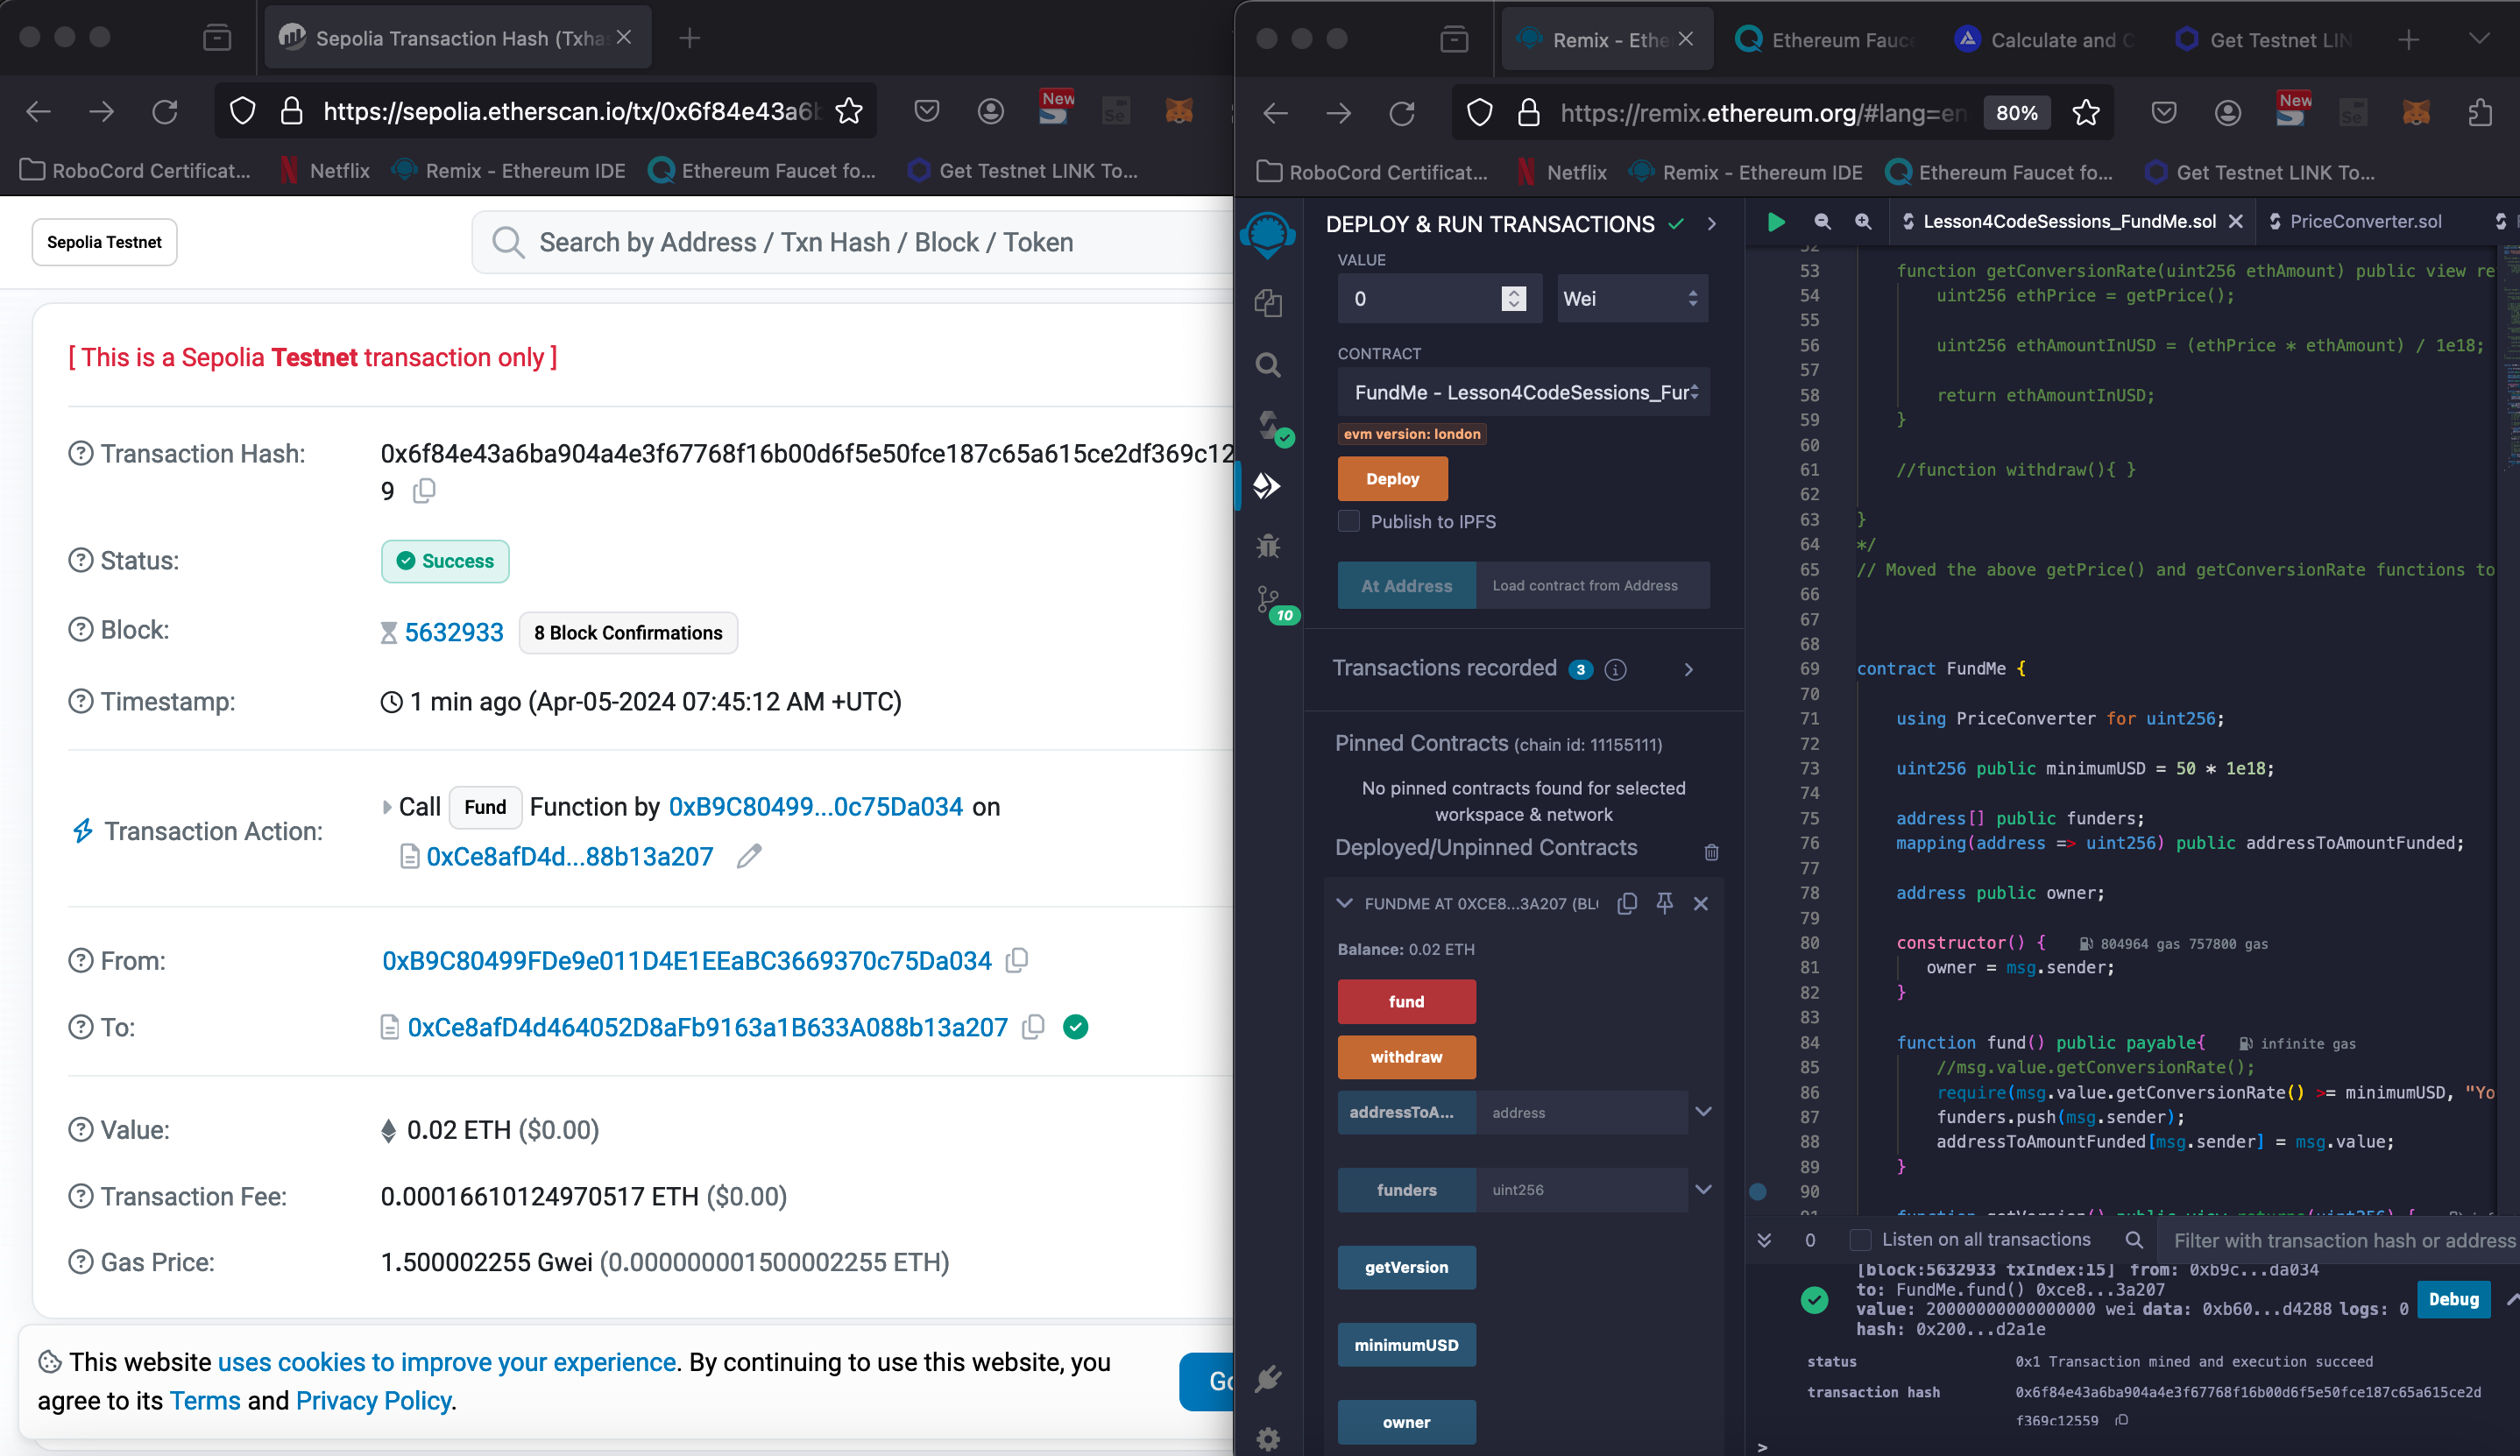 Sepolia Transaction Hash (Txha
https://sepolia.etherscan.io/tx/0x6f84e43a6b
New
RoboCord Certificat...
Netflix
Remix - Ethereum IDE
Ethereum Faucet fo...
Get Testnet LINK To...
Sepolia Testnet
Search by Address / Txn Hash / Block / Token
[ This is a Sepolia Testnet transaction only ]
Transaction Hash:
0x6f84e43a6ba904a4e3f67768f16b00d6f5e50fce187c65a615ce2df369c12
9
Status:
Success
Block:
5632933
8 Block Confirmations
Timestamp:
1 min ago (Apr-05-2024 07:45:12 AM +UTC)
Transaction Action:
Call Fund Function by 0xB9C80499...0c75Da034 on
0xCe8afD4d...88b13a207
From:
0xB9C80499FDe9e011D4E1EEaBC3669370c75Da034
To:
0xCe8afD4d464052D8aFb9163a1B633A088b13a207
Value:
0.02 ETH ($0.00)
Transaction Fee:
0.00016610124970517 ETH ($0.00)
Gas Price:
1.500002255 Gwei (0.000000001500002255 ETH)
This website uses cookies to improve your experience. By continuing to use this website, you
agree to its Terms and Privacy Policy.
Go
Remix - Ethe
Ethereum Fauc
Calculate and C
Get Testnet LIN
https://remix.ethereum.org/#lang=en
80%
New
RoboCord Certificat...
Netflix
Remix - Ethereum IDE
Ethereum Faucet fo...
Get Testnet LINK To...
DEPLOY & RUN TRANSACTIONS
VALUE
0
Wei
CONTRACT
FundMe - Lesson4CodeSessions_Fur
evm version: london
Deploy
Publish to IPFS
At Address
Load contract from Address
10
Transactions recorded 3
Pinned Contracts (chain id: 11155111)
No pinned contracts found for selected
workspace & network
Deployed/Unpinned Contracts
FUNDME AT 0XCE8...3A207 (BL
Balance: 0.02 ETH
fund
withdraw
addressToA...
address
funders
uint256
getVersion
minimumUSD
owner
Lesson4CodeSessions_FundMe.sol
PriceConverter.sol
52
53 function getConversionRate(uint256 ethAmount) public view re
54 uint256 ethPrice = getPrice();
55
56 uint256 ethAmountInUSD = (ethPrice * ethAmount) / 1e18;
57
58 return ethAmountInUSD;
59 }
60
61 //function withdraw(){ }
62
63 }
64 */
65 // Moved the above getPrice() and getConversionRate functions to
66
67
68
69 contract FundMe {
70
71 using PriceConverter for uint256;
72
73 uint256 public minimumUSD = 50 * 1e18;
74
75 address[] public funders;
76 mapping(address => uint256) public addressToAmountFunded;
77
78 address public owner;
79
80 constructor() { 804964 gas 757800 gas
81 owner = msg.sender;
82 }
83
84 function fund() public payable{ infinite gas
85 //msg.value.getConversionRate();
86 require(msg.value.getConversionRate() >= minimumUSD, "Yo
87 funders.push(msg.sender);
88 addressToAmountFunded[msg.sender] = msg.value;
89 }
90
91 function getVersion() public view returns(uint256) {
0
Listen on all transactions
Filter with transaction hash or address
[block:5632933 txIndex:15] from: 0xb9c...da034
to: FundMe.fund() 0xce8...3a207
value: 20000000000000000 wei data: 0xb60...d4288 logs: 0
hash: 0x200...d2a1e
Debug
status 0x1 Transaction mined and execution succeed
transaction hash 0x6f84e43a6ba904a4e3f67768f16b00d6f5e50fce187c65a615ce2d
f369c12559
>